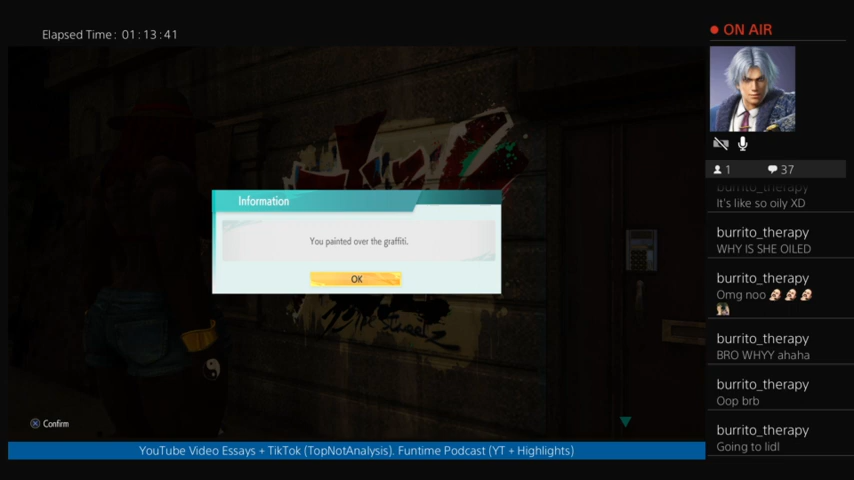 Elapsed Time: 01:13:41
ON AIR
1
37
burrito_therapy
It's like so oily XD
burrito_therapy
WHY IS SHE OILED
burrito_therapy
Omg noo
burrito_therapy
BRO WHYY ahaha
burrito_therapy
Oop brb
burrito_therapy
Going to lidl
Information
You painted over the graffiti.
OK
Confirm
YouTube Video Essays + TikTok (TopNotAnalysis). Funtime Podcast (YT + Highlights)